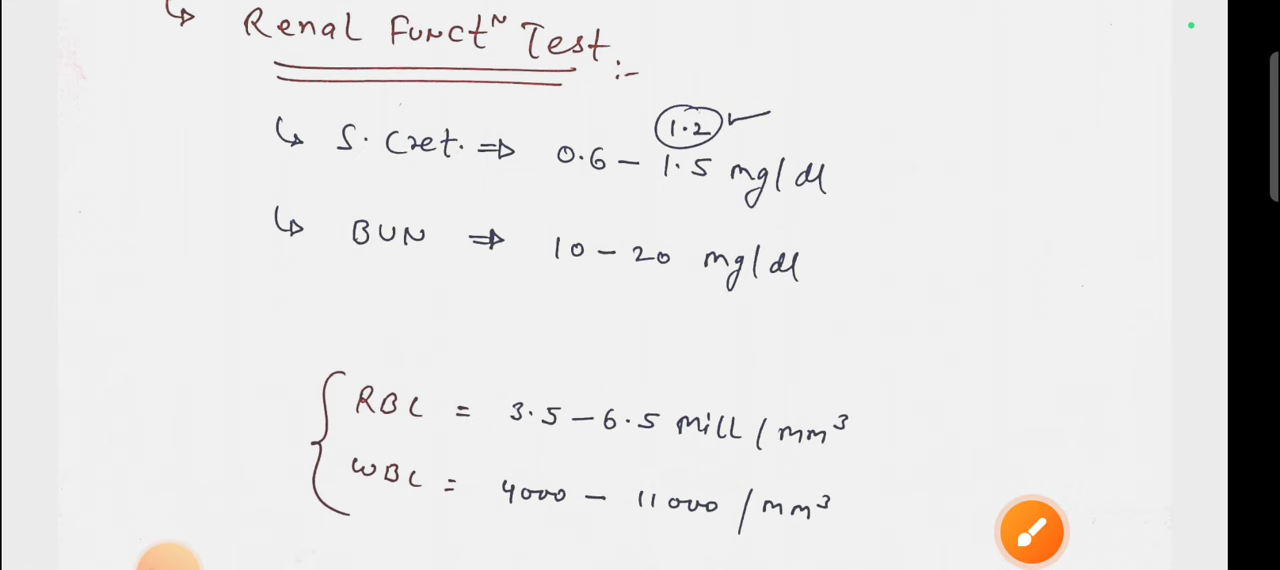 ↳ Renal Functᴺ Test :-
1.2 ✓
↳ S. Cret. ⇒ 0.6 – 1.5 mg/dl
↳ BUN ⇒ 10 – 20 mg/dl
RBC = 3.5 – 6.5 mill/mm³
WBC = 4000 – 11000 /mm³